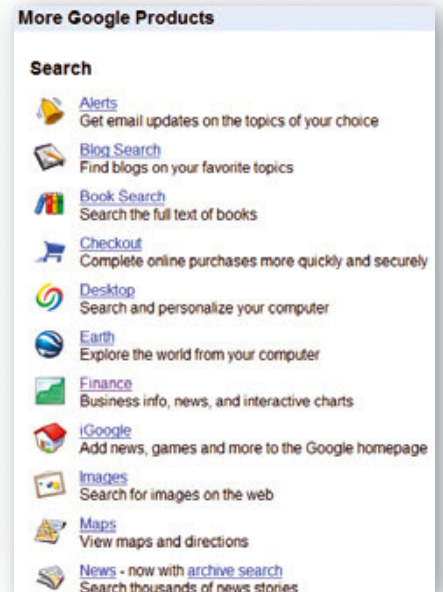 More Google Products
Search
Alerts
Get email updates on the topics of your choice
Blog Search
Find blogs on your favorite topics
Book Search
Search the full text of books
Checkout
Complete online purchases more quickly and securely
Desktop
Search and personalize your computer
Earth
Explore the world from your computer
Finance
Business info, news, and interactive charts
iGoogle
Add news, games and more to the Google homepage
Images
Search for images on the web
Maps
View maps and directions
News - now with archive search
Search thousands of news stories